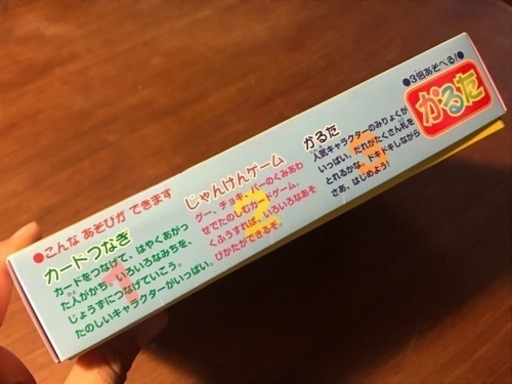 ●こんな あそびが できます
カードつなぎ
カードをつなげて、はやくあがっ
た人がかち。いろいろなみちを、
じょうずにつなげていこう。
たのしいキャラクターがいっぱい。
1
じゃんけんゲーム
グー、チョキ、パーのくみあわ
せでたのしむカードゲーム。
くふうすれば、いろいろなあそ
びかたができるぞ。
2
かるた
人気キャラクターのみりょくが
いっぱい。だれがたくさん札を
とれるかな。ドキドキしながら
さあ、はじめよう!
3
●3倍あそべる!●
かるた